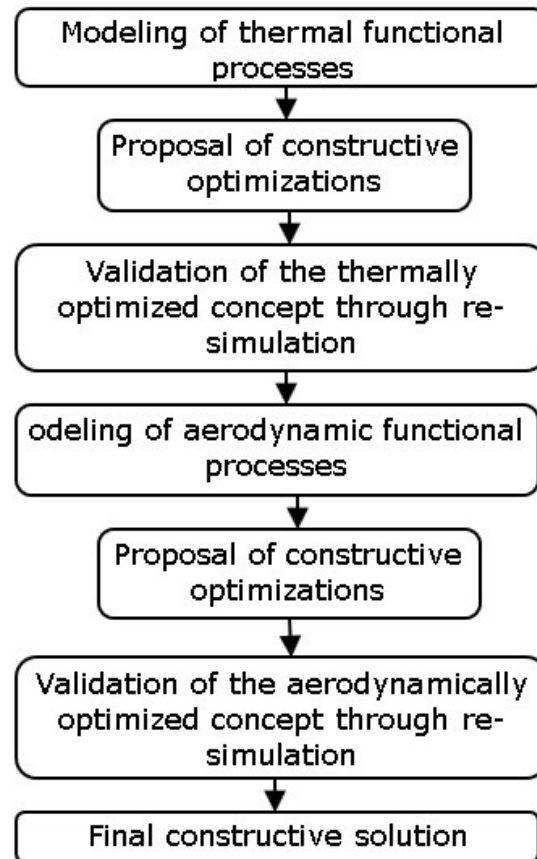 Modeling of thermal functional
processes
Proposal of constructive
optimizations
Validation of the thermally
optimized concept through re-
simulation
odeling of aerodynamic functional
processes
Proposal of constructive
optimizations
Validation of the aerodynamically
optimized concept through re-
simulation
Final constructive solution